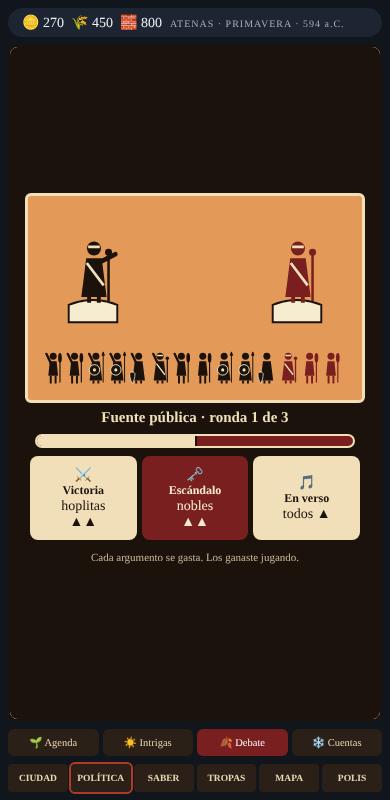 270 450 800 ATENAS · PRIMAVERA · 594 a.C.
Fuente pública · ronda 1 de 3
Victoria
hoplitas
▲▲
Escándalo
nobles
▲▲
En verso
todos ▲
Cada argumento se gasta. Los ganaste jugando.
Agenda Intrigas Debate Cuentas
CIUDAD POLÍTICA SABER TROPAS MAPA POLIS